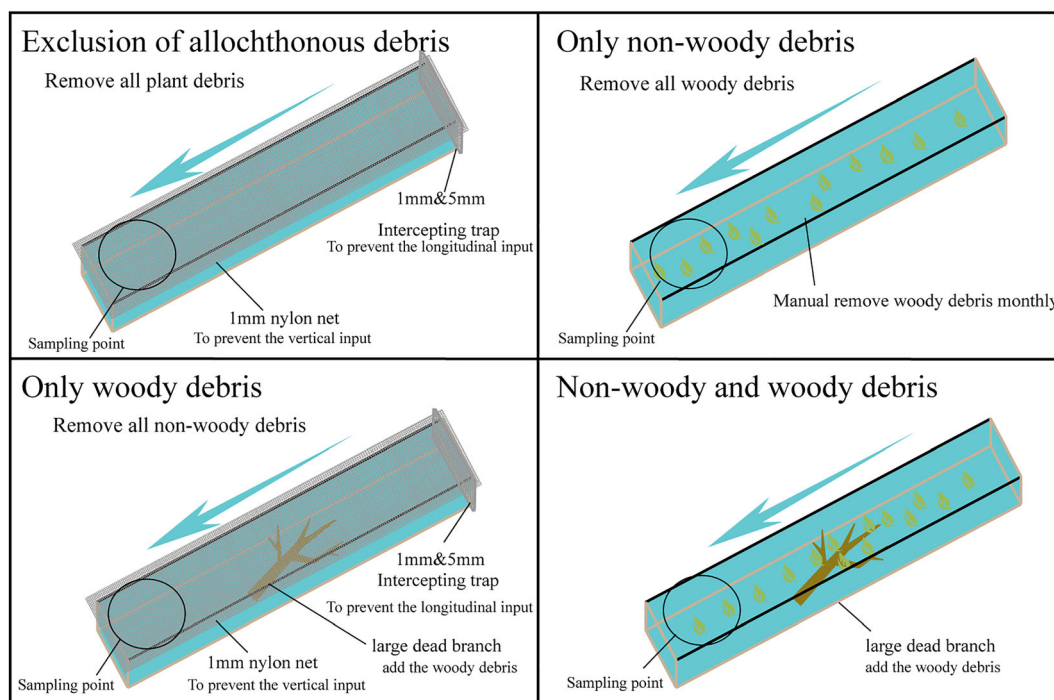 Exclusion of allochthonous debris
Remove all plant debris
1mm&5mm
Intercepting trap
To prevent the longitudinal input
1mm nylon net
To prevent the vertical input
Sampling point
Only non-woody debris
Remove all woody debris
Manual remove woody debris monthly
Sampling point
Only woody debris
Remove all non-woody debris
1mm&5mm
Intercepting trap
To prevent the longitudinal input
large dead branch
add the woody debris
1mm nylon net
To prevent the vertical input
Sampling point
Non-woody and woody debris
large dead branch
add the woody debris
Sampling point